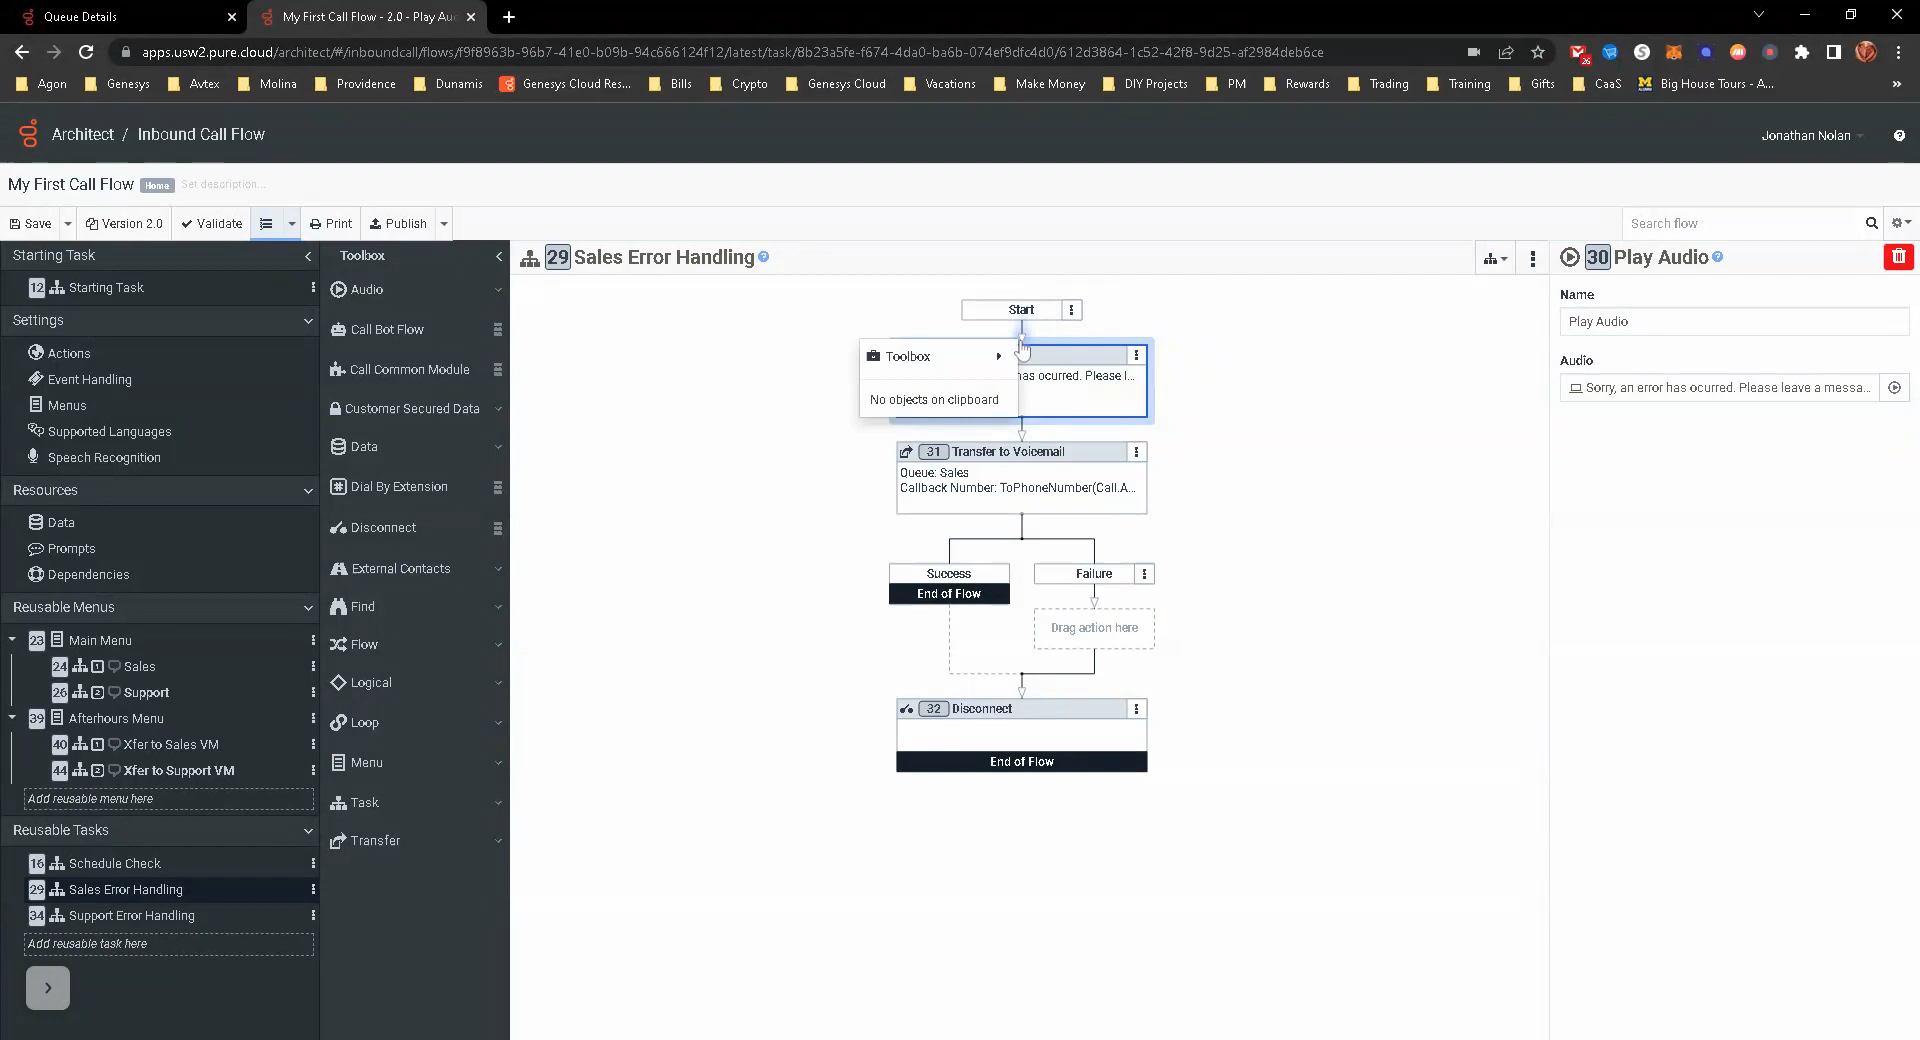 Queue Details
My First Call Flow - 2.0 - Play Au
apps.usw2.pure.cloud/architect/#/inboundcall/flows/f9f8963b-96b7-41e0-b09b-94c666124f12/latest/task/8b23a5fe-f674-4da0-ba6b-074ef9dfc4d0/612d3864-1c52-42f8-9d25-af2984deb6ce
26
Agon
Genesys
Avtex
Molina
Providence
Dunamis
Genesys Cloud Res...
Bills
Crypto
Genesys Cloud
Vacations
Make Money
DIY Projects
PM
Rewards
Trading
Training
Gifts
CaaS
Big House Tours - A...
Architect / Inbound Call Flow
Jonathan Nolan
My First Call Flow Home Set description...
Save
Version 2.0
Validate
Print
Publish
Search flow
Starting Task
12 Starting Task
Settings
Actions
Event Handling
Menus
Supported Languages
Speech Recognition
Resources
Data
Prompts
Dependencies
Reusable Menus
23 Main Menu
24 1 Sales
26 2 Support
39 Afterhours Menu
40 1 Xfer to Sales VM
44 2 Xfer to Support VM
Add reusable menu here
Reusable Tasks
16 Schedule Check
29 Sales Error Handling
34 Support Error Handling
Add reusable task here
Toolbox
Audio
Call Bot Flow
Call Common Module
Customer Secured Data
Data
Dial By Extension
Disconnect
External Contacts
Find
Flow
Logical
Loop
Menu
Task
Transfer
29 Sales Error Handling
Start
Toolbox
No objects on clipboard
has ocurred. Please l...
31 Transfer to Voicemail
Queue: Sales
Callback Number: ToPhoneNumber(Call.A...
Success
End of Flow
Failure
Drag action here
32 Disconnect
End of Flow
30 Play Audio
Name
Play Audio
Audio
Sorry, an error has ocurred. Please leave a messa...